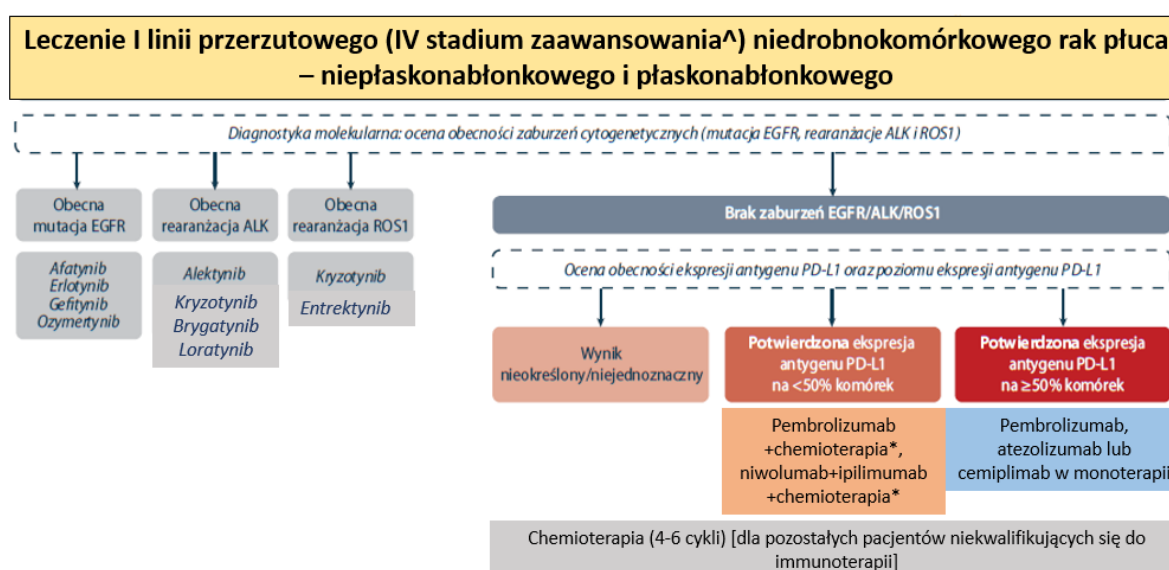 Leczenie I linii przerzutowego (IV stadium zaawansowania^) niedrobnokomórkowego rak płuca
– niepłaskonabłonkowego i płaskonabłonkowego
Diagnostyka molekularna: ocena obecności zaburzeń cytogenetycznych (mutacja EGFR, rearanżacje ALK i ROS1)
Obecna
mutacja EGFR
Obecna
rearanżacja ALK
Obecna
rearanżacja ROS1
Brak zaburzeń EGFR/ALK/ROS1
Afatynib
Erlotynib
Gefitynib
Ozymertynib
Alektynib
Kryzotynib
Brygatynib
Loratynib
Kryzotynib
Entrektynib
Ocena obecności ekspresji antygenu PD-L1 oraz poziomu ekspresji antygenu PD-L1
Wynik
nieokreślony/niejednoznaczny
Potwierdzona ekspresja
antygenu PD-L1
na <50% komórek
Potwierdzona ekspresja
antygenu PD-L1
na ≥50% komórek
Pembrolizumab
+chemioterapia*,
niwolumab+ipilimumab
+chemioterapia*
Pembrolizumab,
atezolizumab lub
cemiplimab w monoterapii
Chemioterapia (4-6 cykli) [dla pozostałych pacjentów niekwalifikujących się do
immunoterapii]